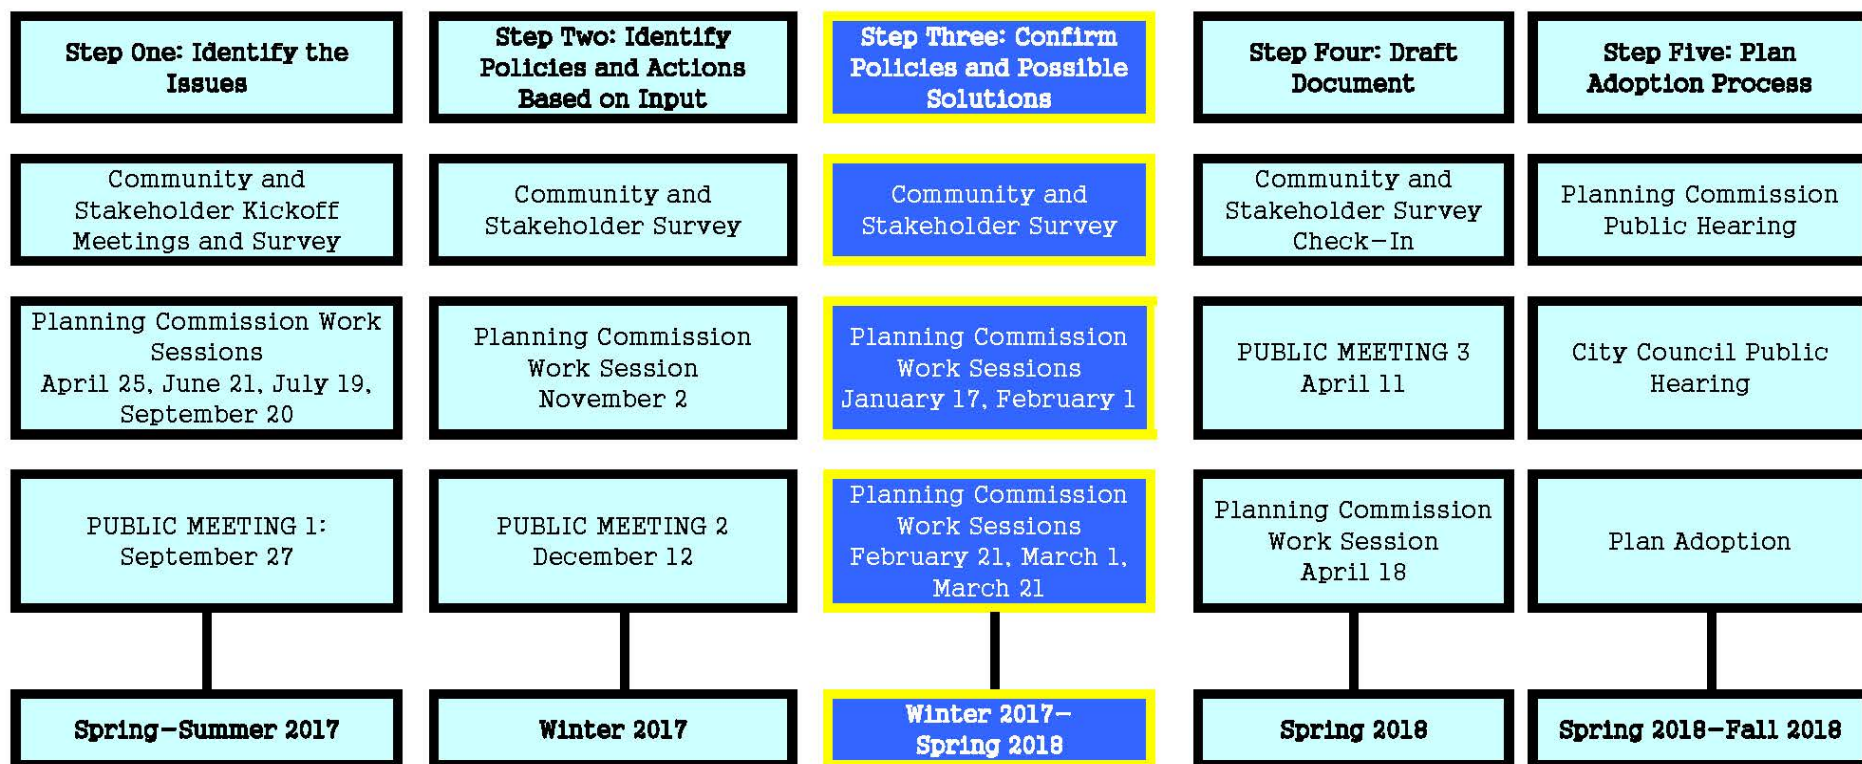 Step One: Identify the
Issues
Step Two: Identify
Policies and Actions
Based on Input
Step Three: Confirm
Policies and Possible
Solutions
Step Four: Draft
Document
Step Five: Plan
Adoption Process
Community and
Stakeholder Kickoff
Meetings and Survey
Community and
Stakeholder Survey
Community and
Stakeholder Survey
Community and
Stakeholder Survey
Check-In
Planning Commission
Public Hearing
Planning Commission Work
Sessions
April 25, June 21, July 19,
September 20
Planning Commission
Work Session
November 2
Planning Commission
Work Sessions
January 17, February 1
PUBLIC MEETING 3
April 11
City Council Public
Hearing
PUBLIC MEETING 1:
September 27
PUBLIC MEETING 2
December 12
Planning Commission
Work Sessions
February 21, March 1,
March 21
Planning Commission
Work Session
April 18
Plan Adoption
Spring-Summer 2017
Winter 2017
Winter 2017-
Spring 2018
Spring 2018
Spring 2018-Fall 2018